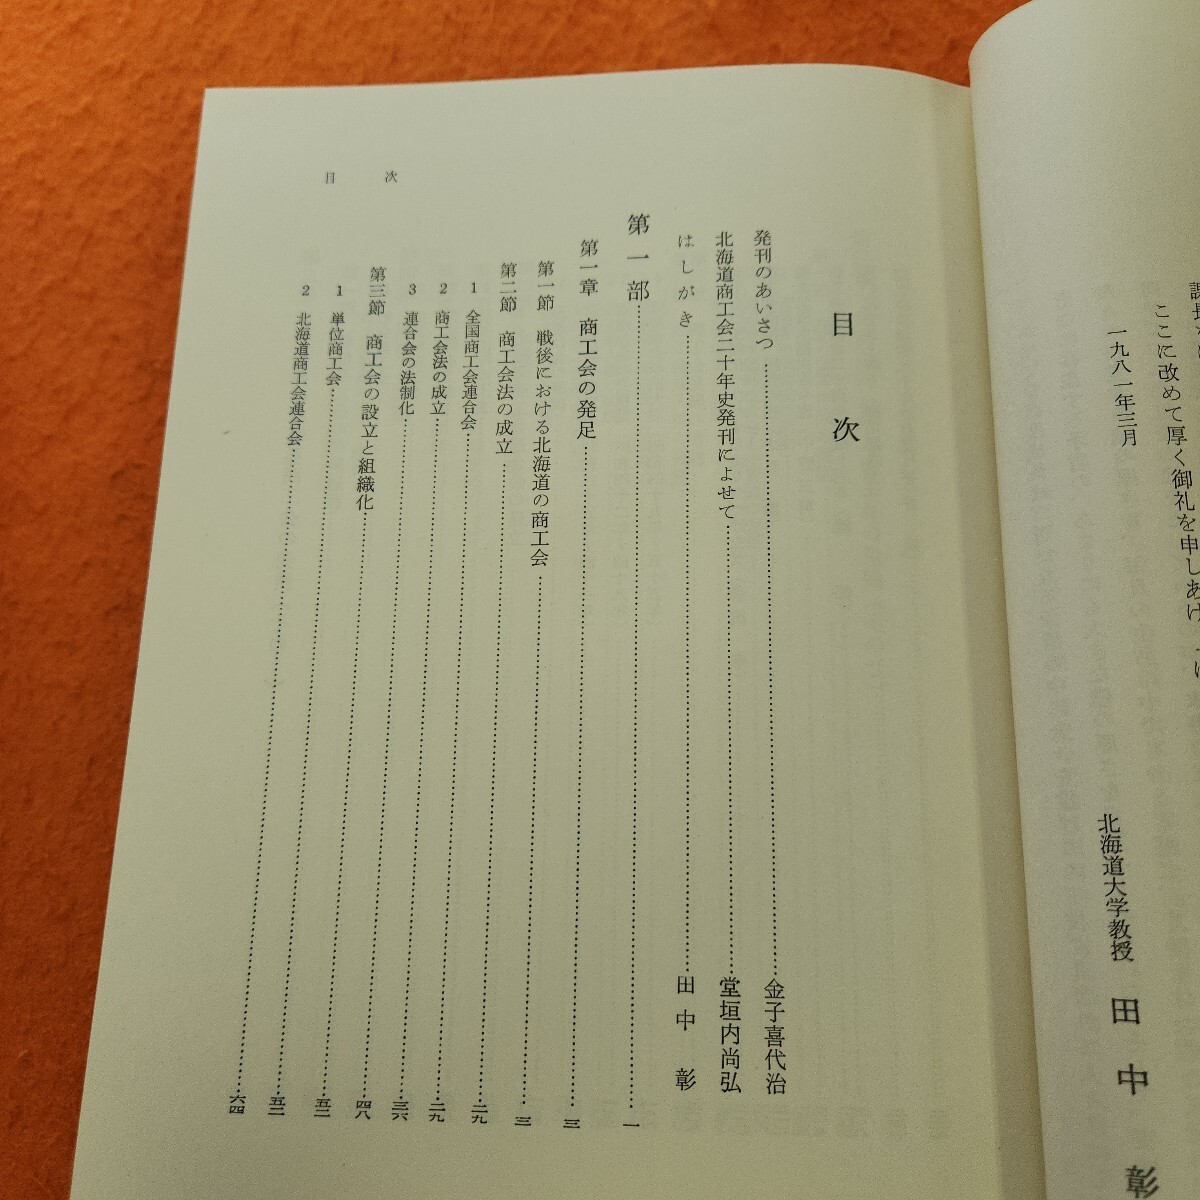 ここに改めて厚く御礼を申しあげ
一九八一年三月
北海道大学教授 田中彰
目次
発刊のあいさつ……金子喜代治
北海道商工会二十年史発刊によせて……堂垣内尚弘
はしがき……田中 彰
第一部……一
第一章 商工会の発足……三
第一節 戦後における北海道の商工会……三
第二節 商工会法の成立……二九
1 全国商工会連合会……二九
2 商工会法の成立……三六
3 連合会の法制化……四八
第三節 商工会の設立と組織化……五二
1 単位商工会……五二
2 北海道商工会連合会……六四
目次